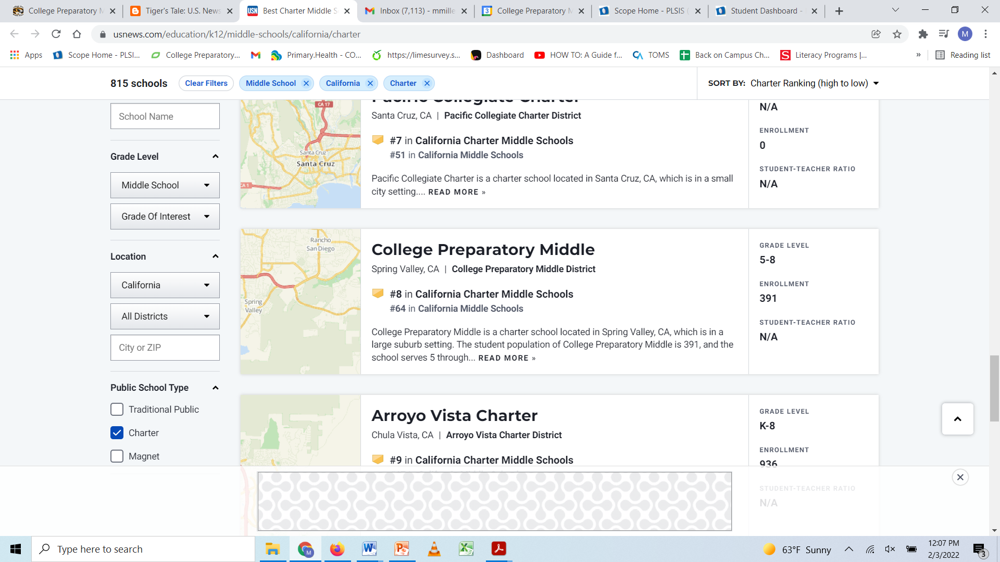 College Preparatory M
Tiger's Tale: U.S. News
USN Best Charter Middle S
Inbox (7,113) - mmille
3 College Preparatory M
Scope Home - PLSIS (
Student Dashboard -
usnews.com/education/k12/middle-schools/california/charter
M
Apps
Scope Home - PLSI...
College Preparatory...
Primary.Health - CO...
https://limesurvey.s...
Dashboard
HOW TO: A Guide f...
CA TOMS
Back on Campus Ch...
S Literacy Programs |...
»
Reading list
815 schools
Clear Filters
Middle School
California
Charter
SORT BY: Charter Ranking (high to low)
School Name
Grade Level
Middle School
Grade Of Interest
Location
California
All Districts
City or ZIP
Public School Type
Traditional Public
Charter
Magnet
CA 17
Santa Cruz
Santa Cruz
CA 1
Pacific Collegiate Charter
Santa Cruz, CA | Pacific Collegiate Charter District
#7 in California Charter Middle Schools
#51 in California Middle Schools
Pacific Collegiate Charter is a charter school located in Santa Cruz, CA, which is in a small
city setting.... READ MORE »
N/A
ENROLLMENT
0
STUDENT-TEACHER RATIO
N/A
Rancho
San Diego
Spring
Valley
College Preparatory Middle
Spring Valley, CA | College Preparatory Middle District
#8 in California Charter Middle Schools
#64 in California Middle Schools
College Preparatory Middle is a charter school located in Spring Valley, CA, which is in a
large suburb setting. The student population of College Preparatory Middle is 391, and the
school serves 5 through... READ MORE »
GRADE LEVEL
5-8
ENROLLMENT
391
STUDENT-TEACHER RATIO
N/A
Arroyo Vista Charter
Chula Vista, CA | Arroyo Vista Charter District
#9 in California Charter Middle Schools
GRADE LEVEL
K-8
ENROLLMENT
936
STUDENT-TEACHER RATIO
N/A
Type here to search
M
63°F Sunny
12:07 PM
2/3/2022
3